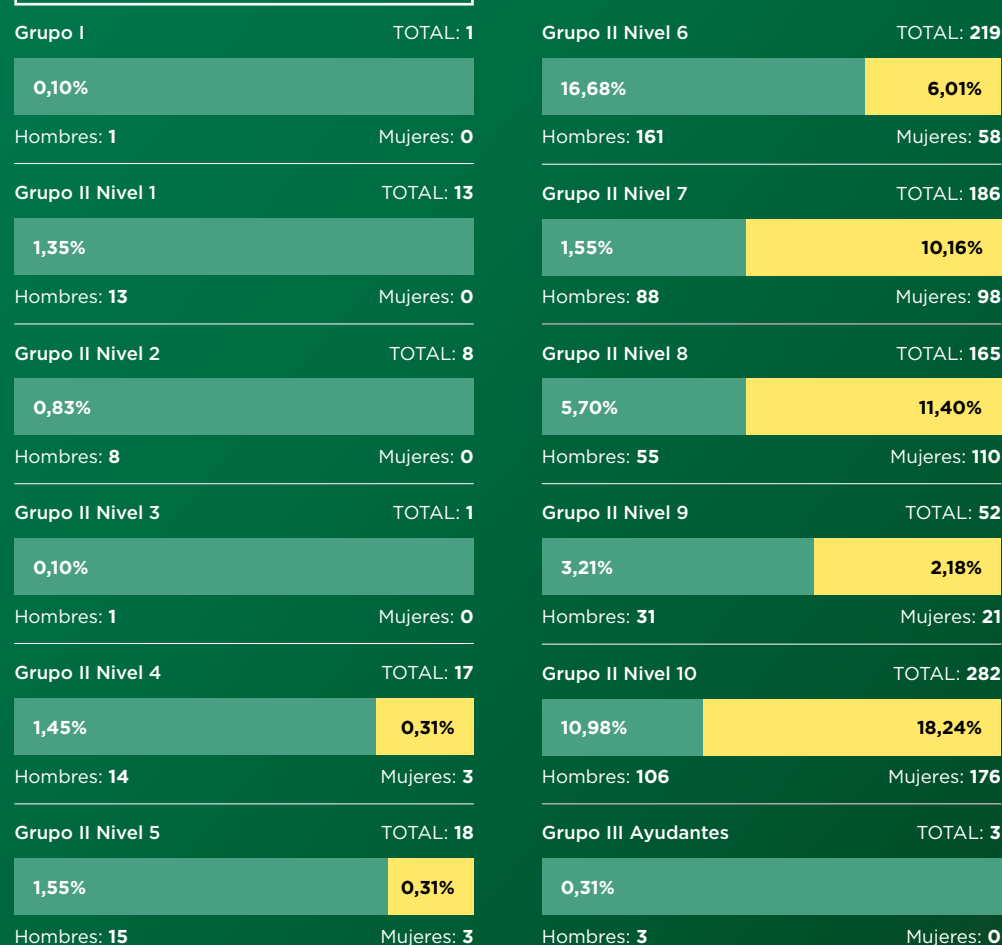 Grupo I TOTAL: 1
0,10%
Hombres: 1 Mujeres: 0
Grupo II Nivel 1 TOTAL: 13
1,35%
Hombres: 13 Mujeres: 0
Grupo II Nivel 2 TOTAL: 8
0,83%
Hombres: 8 Mujeres: 0
Grupo II Nivel 3 TOTAL: 1
0,10%
Hombres: 1 Mujeres: 0
Grupo II Nivel 4 TOTAL: 17
1,45% 0,31%
Hombres: 14 Mujeres: 3
Grupo II Nivel 5 TOTAL: 18
1,55% 0,31%
Hombres: 15 Mujeres: 3
Grupo II Nivel 6 TOTAL: 219
16,68% 6,01%
Hombres: 161 Mujeres: 58
Grupo II Nivel 7 TOTAL: 186
1,55% 10,16%
Hombres: 88 Mujeres: 98
Grupo II Nivel 8 TOTAL: 165
5,70% 11,40%
Hombres: 55 Mujeres: 110
Grupo II Nivel 9 TOTAL: 52
3,21% 2,18%
Hombres: 31 Mujeres: 21
Grupo II Nivel 10 TOTAL: 282
10,98% 18,24%
Hombres: 106 Mujeres: 176
Grupo III Ayudantes TOTAL: 3
0,31%
Hombres: 3 Mujeres: 0